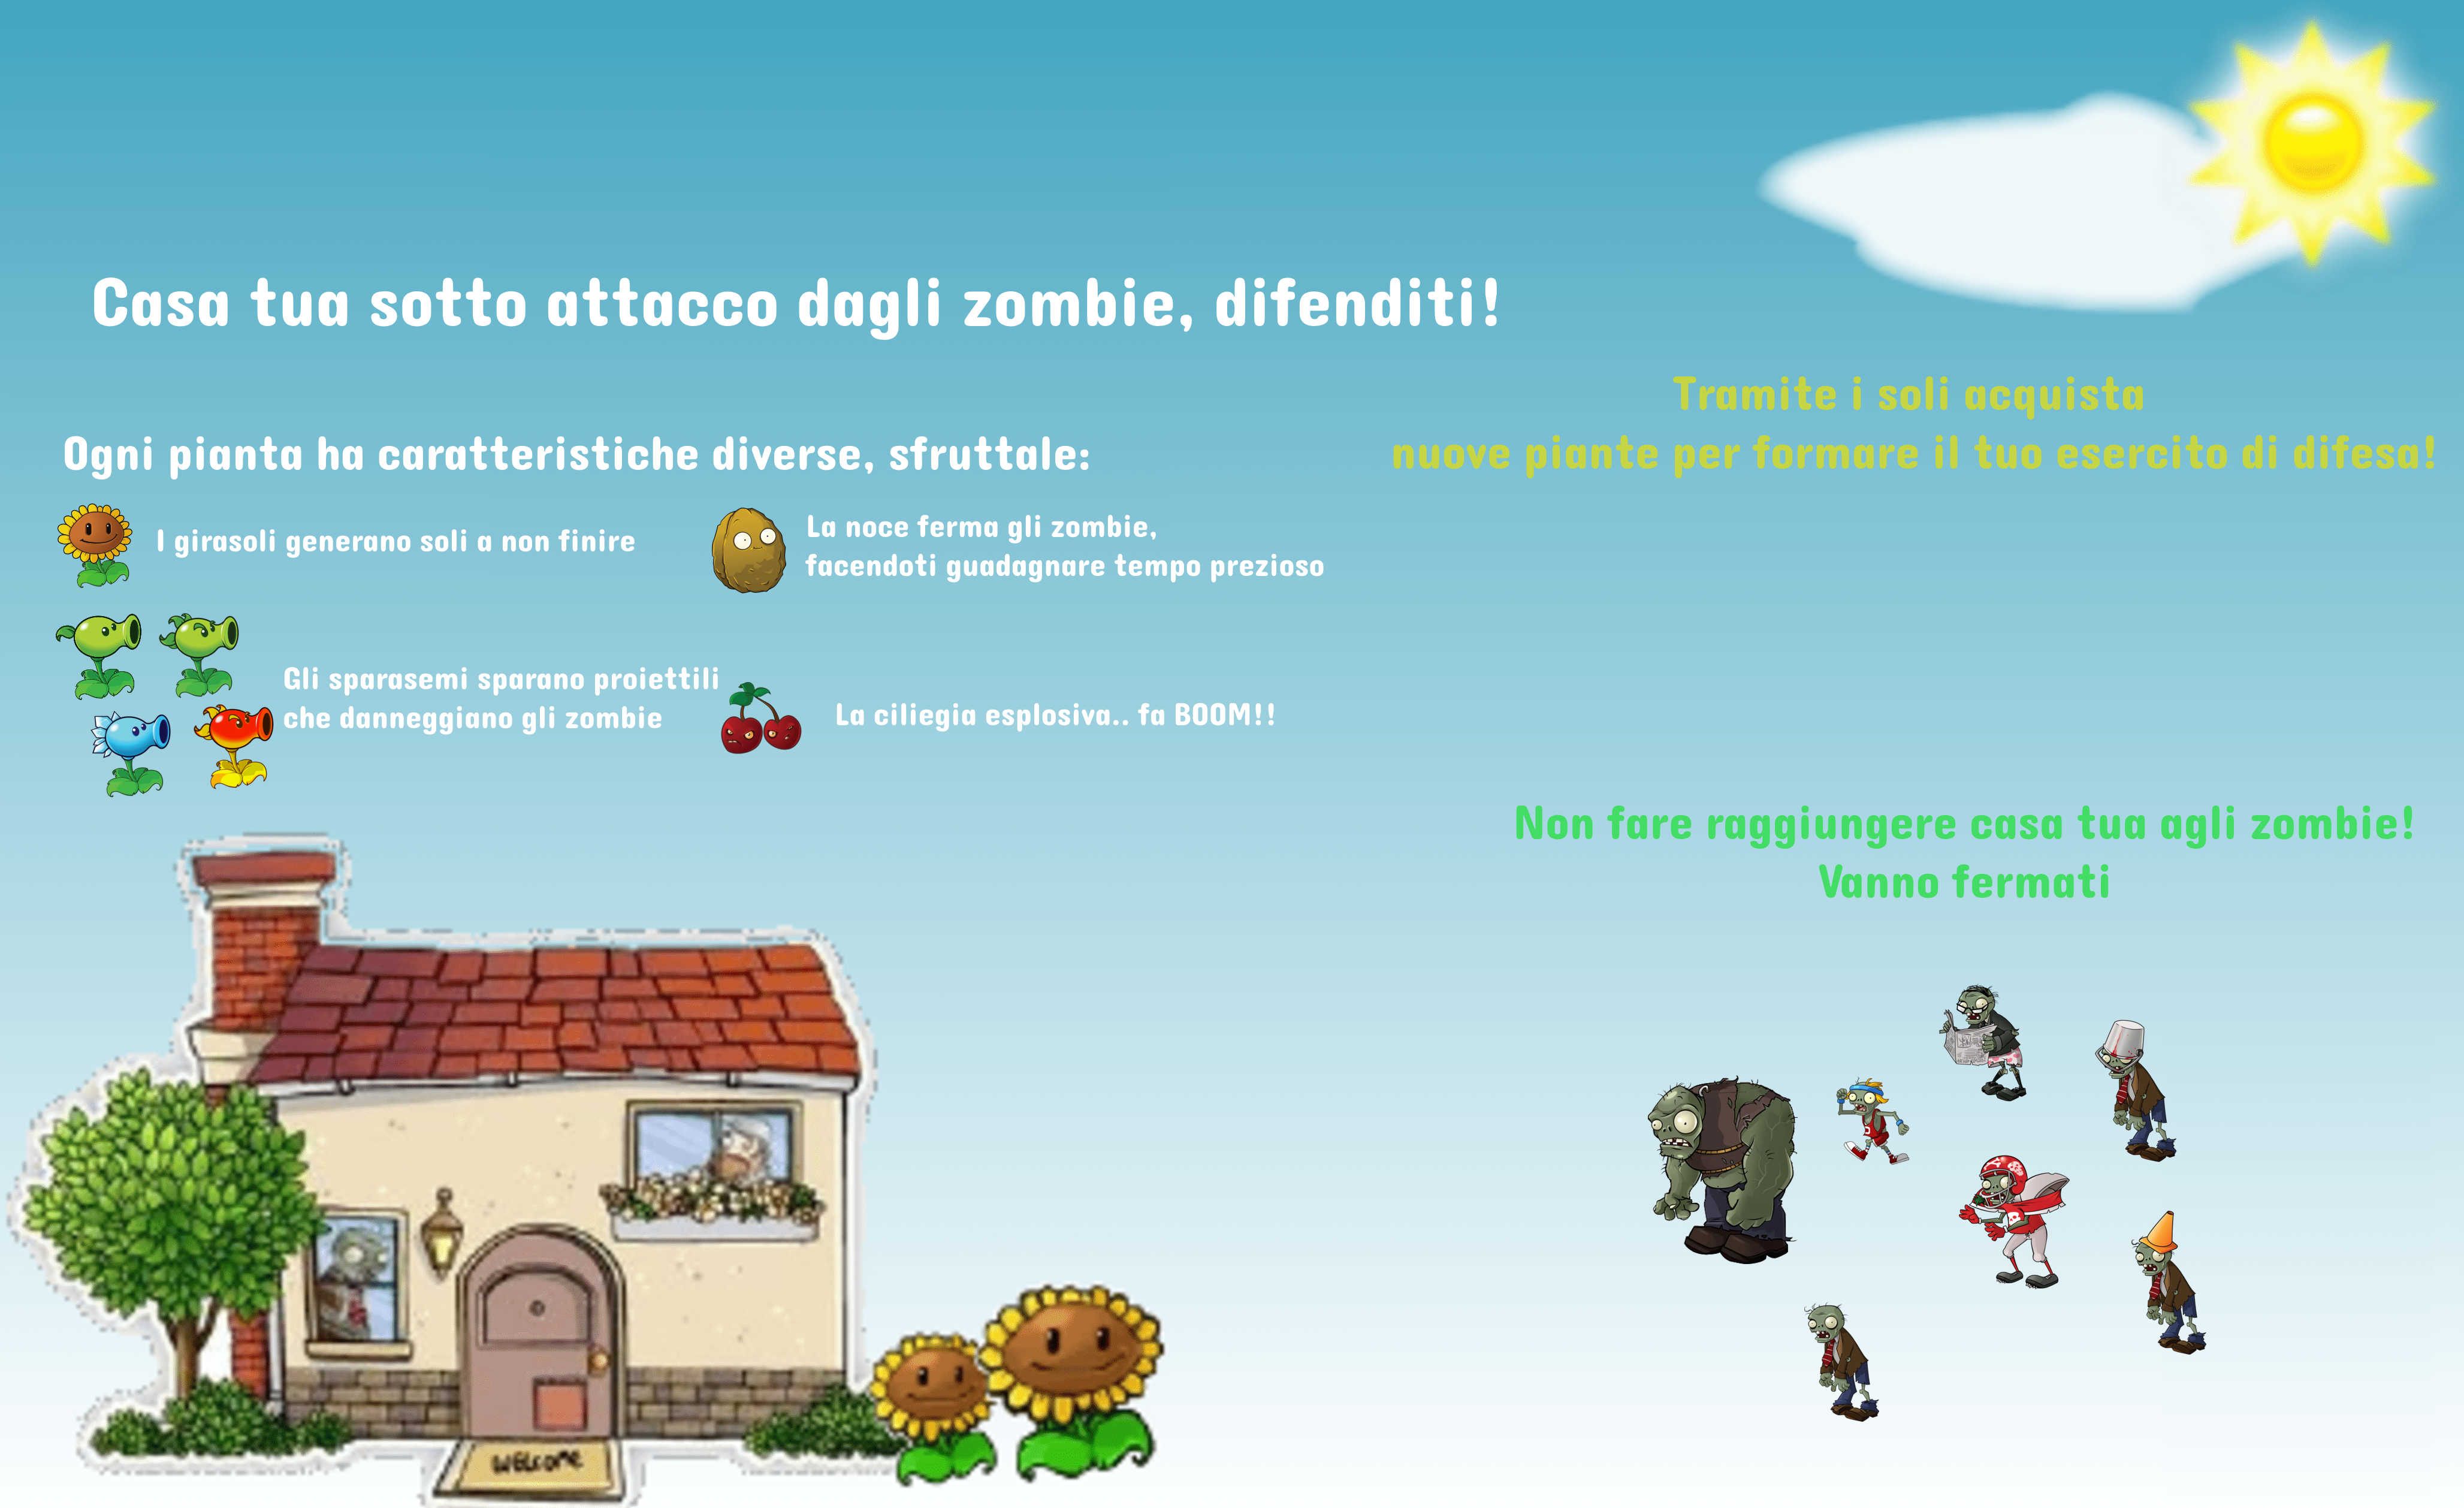 Casa tua sotto attacco dagli zombie, difenditi!
Tramite i soli acquista
nuove piante per formare il tuo esercito di difesa!
Ogni pianta ha caratteristiche diverse, sfruttale:
I girasoli generano soli a non finire
La noce ferma gli zombie,
facendoti guadagnare tempo prezioso
Gli sparasemi sparano proiettili
che danneggiano gli zombie
La ciliegia esplosiva.. fa BOOM!!
Non fare raggiungere casa tua agli zombie!
Vanno fermati
WELCOME